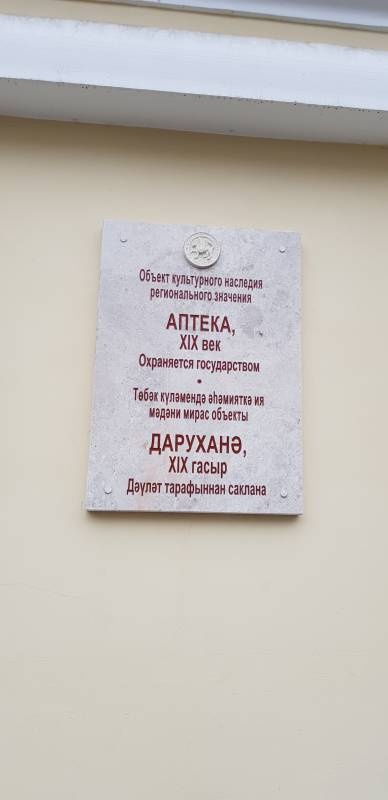 Объект культурного наследия
регионального значения
АПТЕКА,
XIX век
Охраняется государством
•
Төбәк күләмендә әһәмияткә ия
мәдәни мирас объекты
ДАРУХАНӘ,
XIX гасыр
Дәүләт тарафыннан саклана